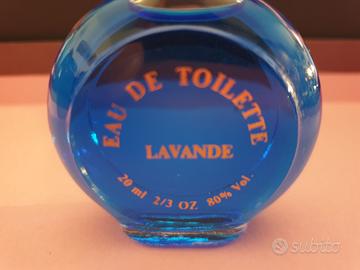 EAU DE TOILETTE
LAVANDE
20 ml 2/3 OZ 80% Vol.
subito